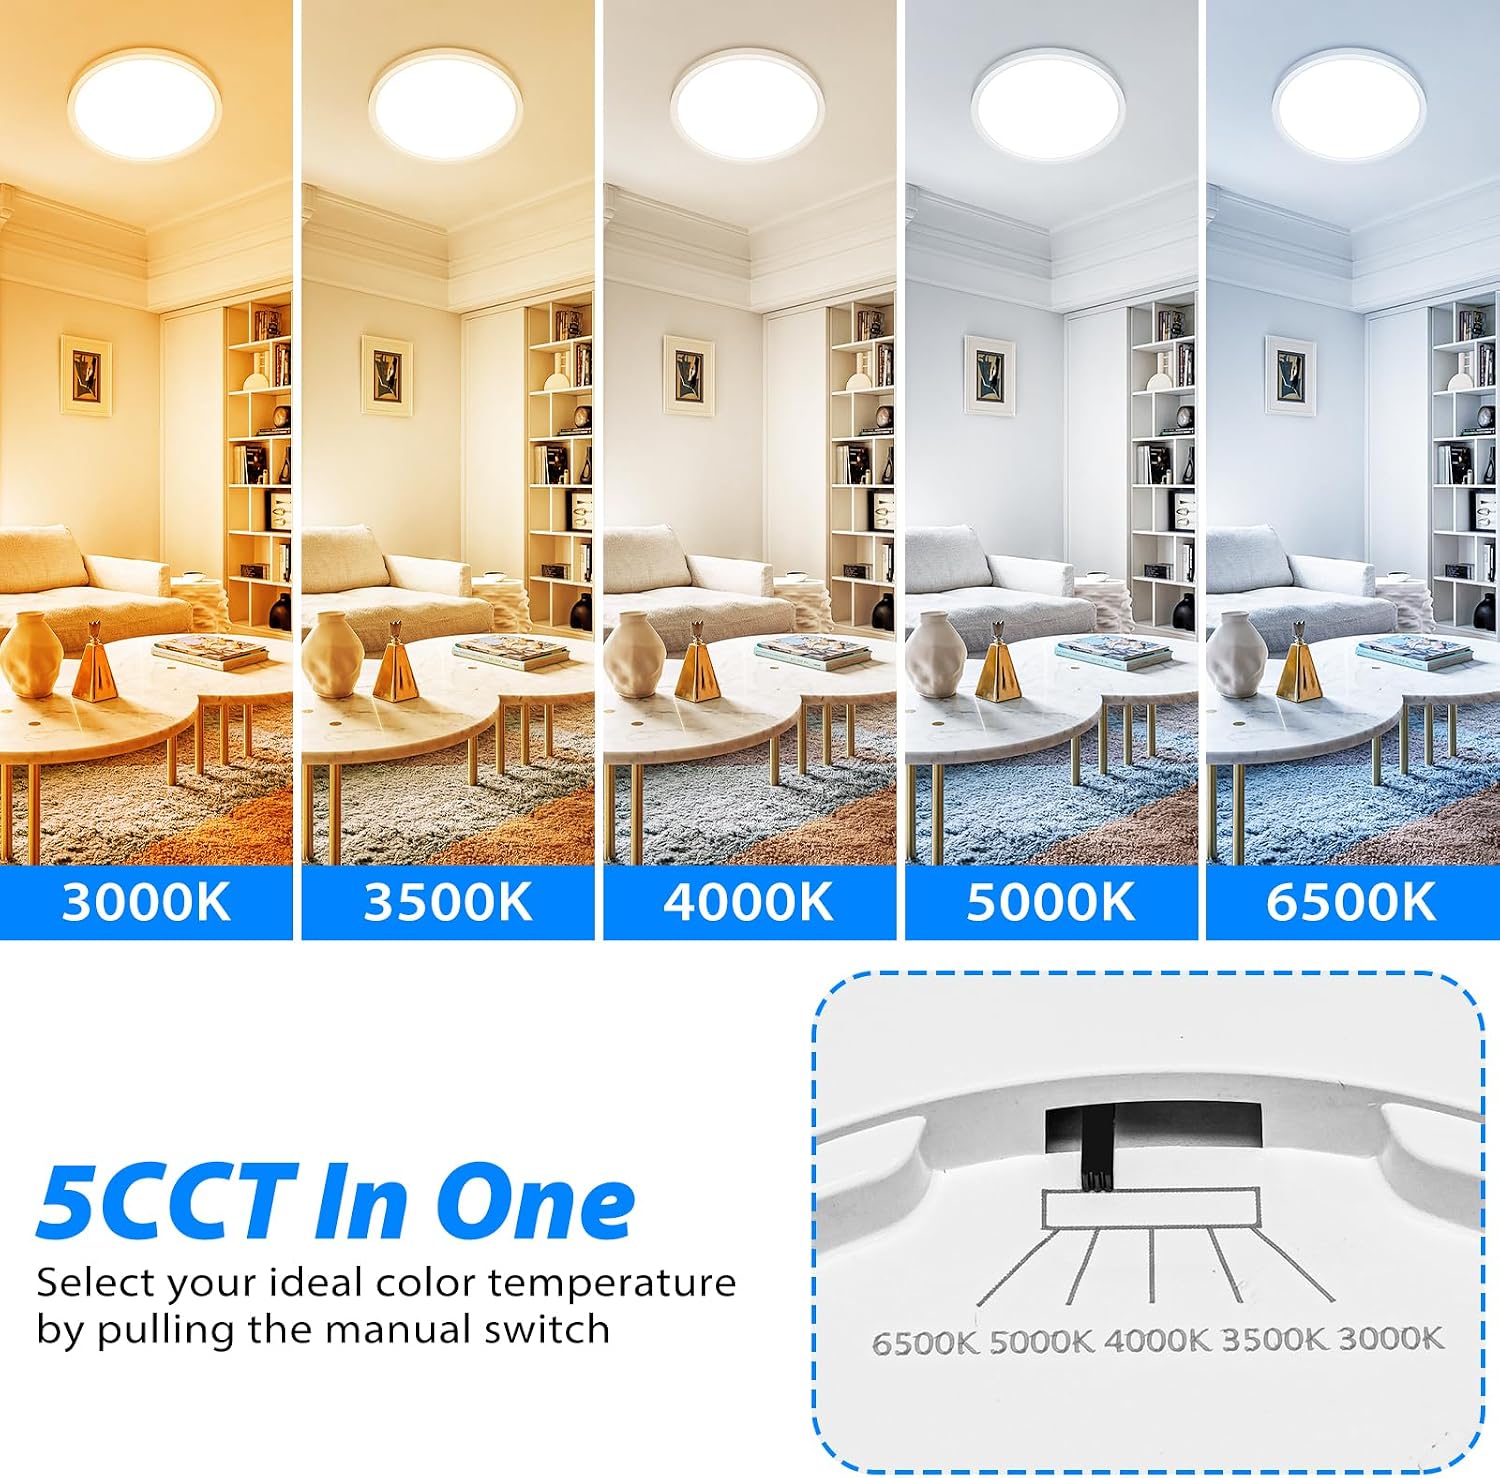 3000K 3500K 4000K 5000K 6500K
5CCT In One
Select your ideal color temperature
by pulling the manual switch
6500K 5000K 4000K 3500K 3000K